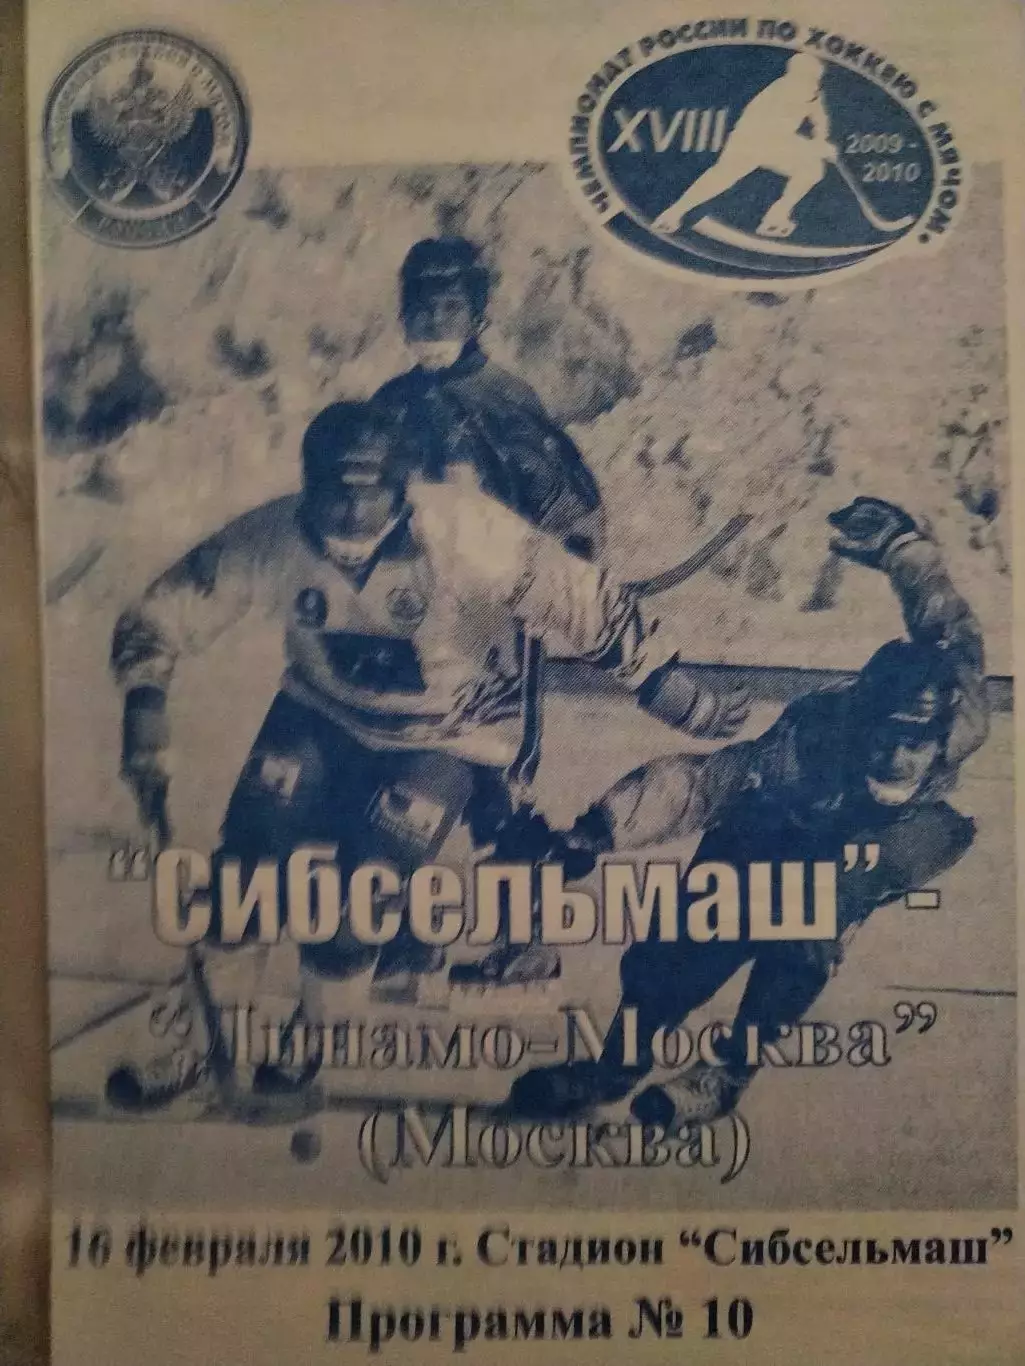 ЧЕМПИОНАТ РОССИИ ПО ХОККЕЮ С МЯЧОМ.
XVIII
2009-
2010
9
"Сибсельмаш" -
"Динамо-Москва"
(Москва)
16 февраля 2010 г. Стадион "Сибсельмаш"
Программа № 10